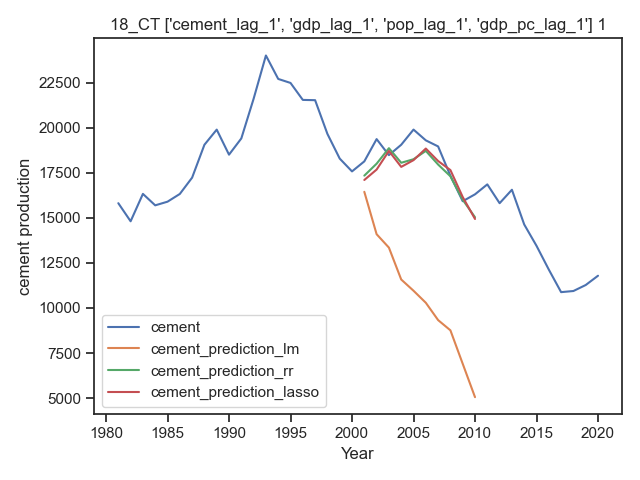 18_CT ['cement_lag_1', 'gdp_lag_1', 'pop_lag_1', 'gdp_pc_lag_1'] 1
22500
20000
17500
15000
12500
10000
7500
5000
cement production
cement
cement_prediction_lm
cement_prediction_rr
cement_prediction_lasso
1980 1985 1990 1995 2000 2005 2010 2015 2020
Year